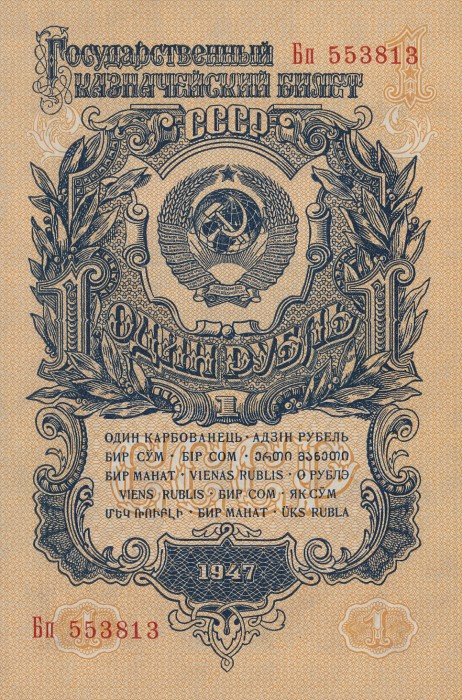 Государственный Бп 553813
казначейский билет 1
СССР
1 1
ОДИН РУБЛЬ
1
ОДИН КАРБОВАНЕЦЬ · АДЗІН РУБЕЛЬ
БИР СЎМ · БІР СОМ · ᲔᲠᲗᲘ ᲛᲐᲜᲔᲗᲘ
БИР МАНАТ · VIENAS RUBLIS · О РУБЛЭ
VIENS RUBLIS · БИР СОМ · ЯК СӮМ
ՄԵԿ ՌՈՒԲԼԻ · БИР МАНАТ · ÜKS RUBLA
1947
Бп 553813 1 1